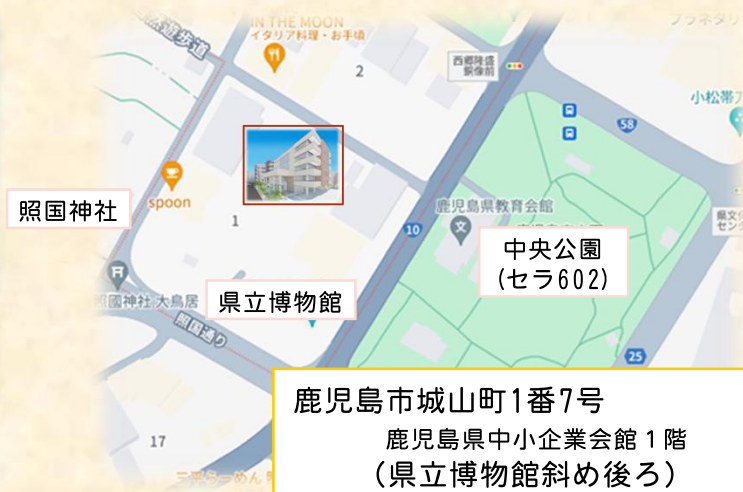 IN THE MOON
イタリア料理・お手頃
然遊歩道
2
西郷隆盛
銅像前
プラネタリ
小松帯刀
58
照国神社
spoon
1
鹿児島県教育会館
10
中央公園
(セラ602)
県文
セン
照國神社 大鳥居
県立博物館
照国通り
25
17
鹿児島市城山町1番7号
鹿児島県中小企業会館1階
(県立博物館斜め後ろ)